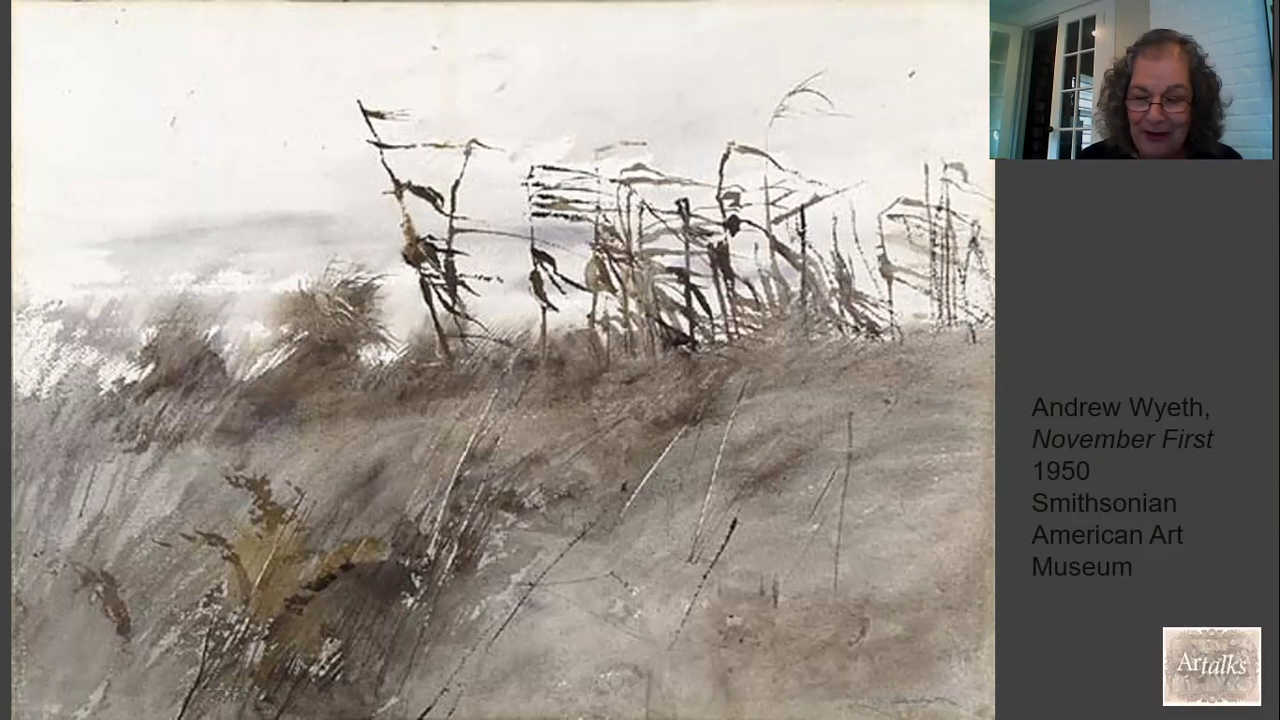 Andrew Wyeth,
November First
1950
Smithsonian
American Art
Museum
Artalks